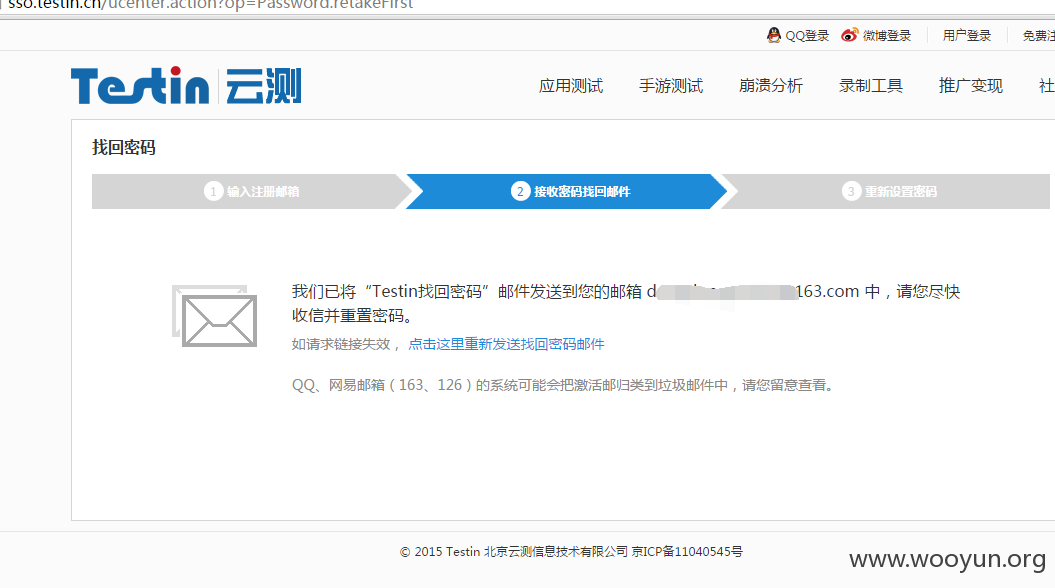 sso.testin.cn/ucenter.action?op=Password.retakeFirst
QQ登录 微博登录 用户登录 免费注
Testin 云测 应用测试 手游测试 崩溃分析 录制工具 推广变现 社
找回密码
1 输入注册邮箱 2 接收密码找回邮件 3 重新设置密码
我们已将“Testin找回密码”邮件发送到您的邮箱 d 163.com 中，请您尽快
收信并重置密码。
如请求链接失效， 点击这里重新发送找回密码邮件
QQ、网易邮箱（163、126）的系统可能会把激活邮归类到垃圾邮件中，请您留意查看。
© 2015 Testin 北京云测信息技术有限公司 京ICP备11040545号
www.wooyun.org